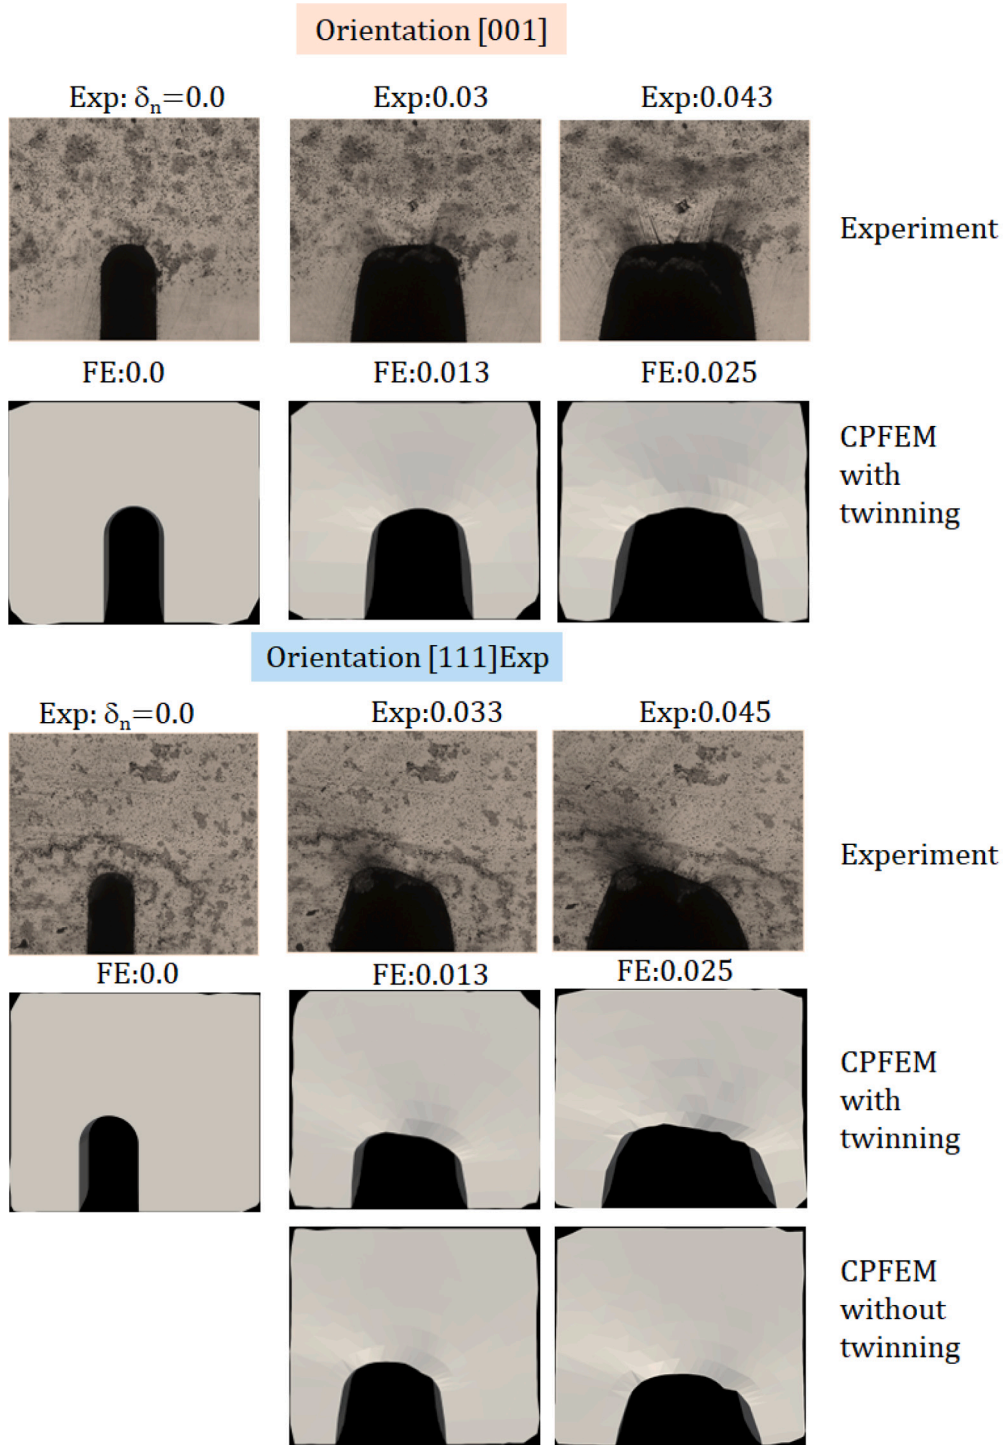 Orientation [001]
Exp: δn=0.0
Exp:0.03
Exp:0.043
Experiment
FE:0.0
FE:0.013
FE:0.025
CPFEM
with
twinning
Orientation [111]Exp
Exp: δn=0.0
Exp:0.033
Exp:0.045
Experiment
FE:0.0
FE:0.013
FE:0.025
CPFEM
with
twinning
CPFEM
without
twinning